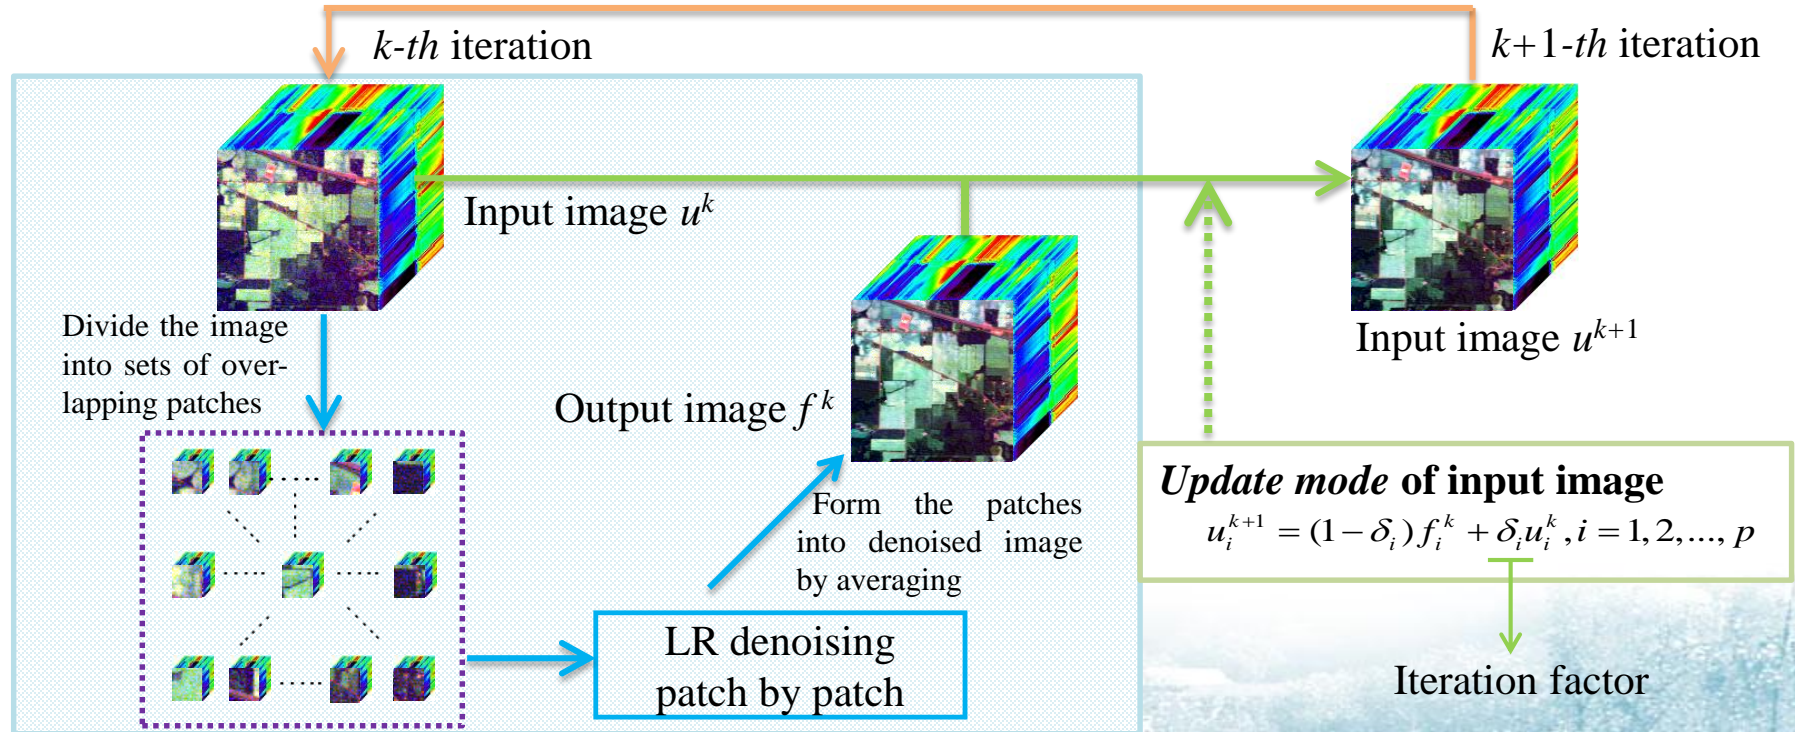 k-th iteration
k+1-th iteration
Input image u^k
Divide the image
into sets of over-
lapping patches
Output image f^k
Input image u^{k+1}
Form the patches
into denoised image
by averaging
LR denoising
patch by patch
Update mode of input image
u_i^{k+1} = (1 − δ_i) f_i^k + δ_i u_i^k, i = 1, 2, ..., p
Iteration factor